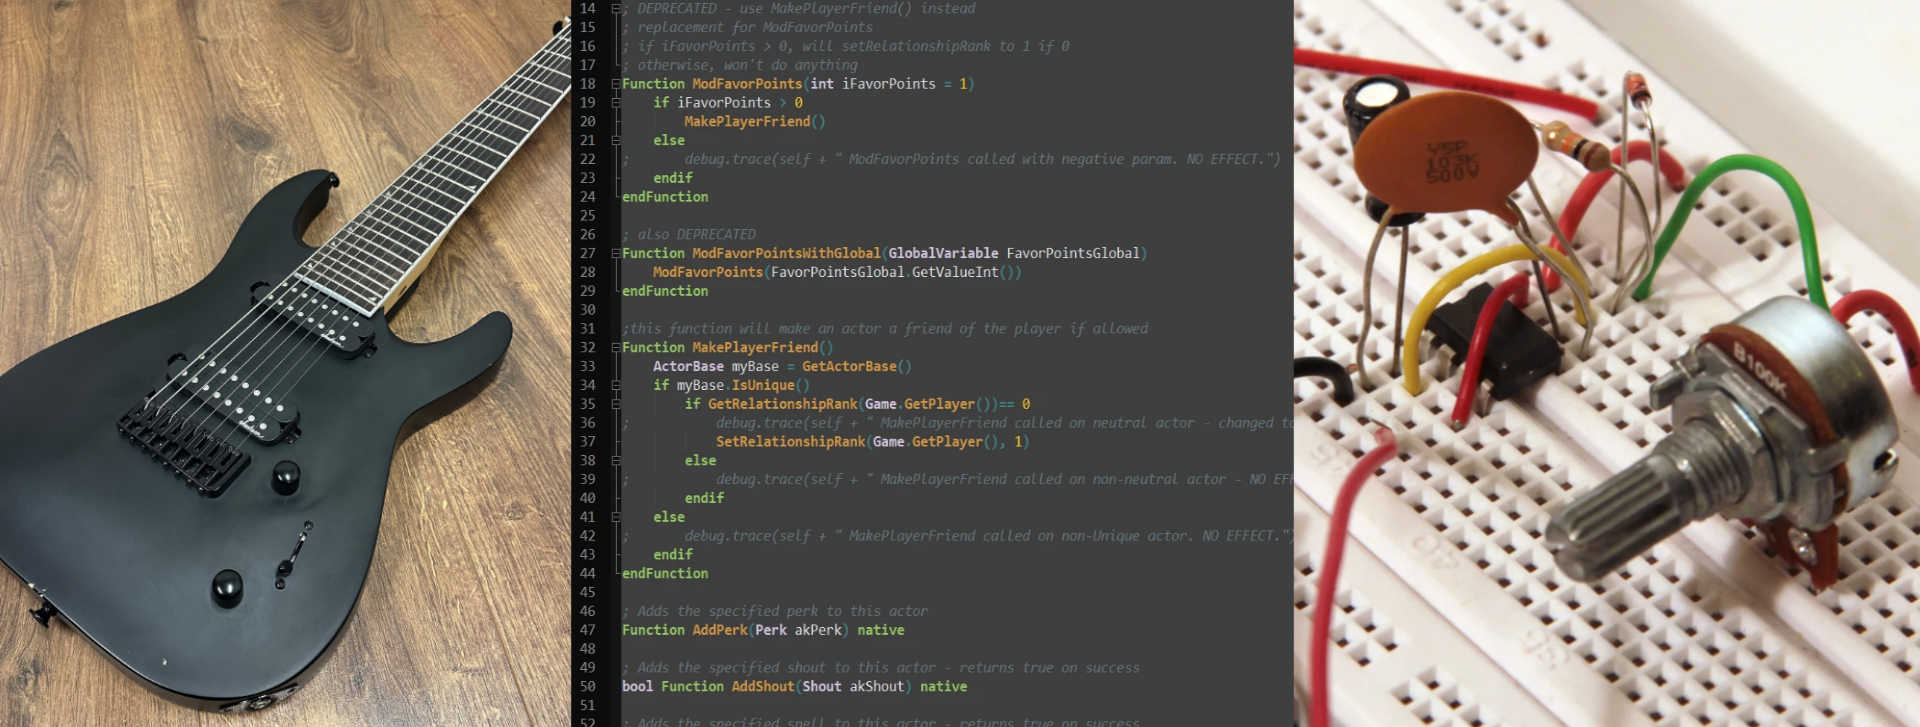 14 ; DEPRECATED - use MakePlayerFriend() instead
15 ; replacement for ModFavorPoints
16 ; if iFavorPoints > 0, will setRelationshipRank to 1 if 0
17 ; otherwise, won't do anything
18 Function ModFavorPoints(int iFavorPoints = 1)
19 if iFavorPoints > 0
20 MakePlayerFriend()
21 else
22 ; debug.trace(self + " ModFavorPoints called with negative param. NO EFFECT.")
23 endif
24 endFunction
25
26 ; also DEPRECATED
27 Function ModFavorPointsWithGlobal(GlobalVariable FavorPointsGlobal)
28 ModFavorPoints(FavorPointsGlobal.GetValueInt())
29 endFunction
30
31 ;this function will make an actor a friend of the player if allowed
32 Function MakePlayerFriend()
33 ActorBase myBase = GetActorBase()
34 if myBase.IsUnique()
35 if GetRelationshipRank(Game.GetPlayer())== 0
36 ; debug.trace(self + " MakePlayerFriend called on neutral actor - changed to
37 SetRelationshipRank(Game.GetPlayer(), 1)
38 else
39 ; debug.trace(self + " MakePlayerFriend called on non-neutral actor - NO EFF
40 endif
41 else
42 ; debug.trace(self + " MakePlayerFriend called on non-Unique actor. NO EFFECT.")
43 endif
44 endFunction
45
46 ; Adds the specified perk to this actor
47 Function AddPerk(Perk akPerk) native
48
49 ; Adds the specified shout to this actor - returns true on success
50 bool Function AddShout(Shout akShout) native
51
52 ; Adds the specified spell to this actor - returns true on success
Y5P
103K
500V
B100K